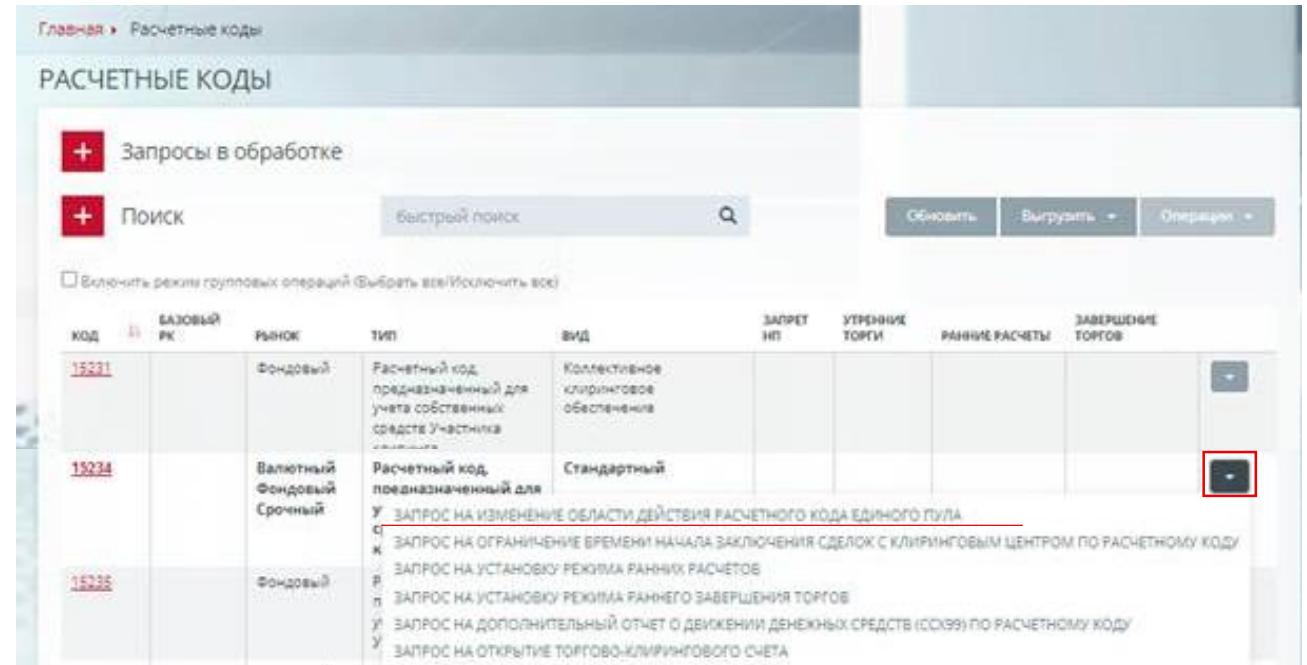 Главная › Расчетные коды
РАСЧЕТНЫЕ КОДЫ
+ Запросы в обработке
+ Поиск быстрый поиск Обновить Выгрузить Операции
Включить режим групповых операций (Выбрать все/Исключить все)
КОД БАЗОВЫЙ РК РЫНОК ТИП ВИД ЗАПРЕТ НП УТРЕННИЕ ТОРГИ РАННИЕ РАСЧЕТЫ ЗАВЕРШЕНИЕ ТОРГОВ
15231 Фондовый Расчетный код, Коллективное
предназначенный для клиринговое
учета собственных обеспечения
средств Участника
клиринга
15234 Валютный Расчетный код, Стандартный
Фондовый предназначенный для
Срочный у
с
к
ЗАПРОС НА ИЗМЕНЕНИЕ ОБЛАСТИ ДЕЙСТВИЯ РАСЧЕТНОГО КОДА ЕДИНОГО ПУЛА
ЗАПРОС НА ОГРАНИЧЕНИЕ ВРЕМЕНИ НАЧАЛА ЗАКЛЮЧЕНИЯ СДЕЛОК С КЛИРИНГОВЫМ ЦЕНТРОМ ПО РАСЧЕТНОМУ КОДУ
ЗАПРОС НА УСТАНОВКУ РЕЖИМА РАННИХ РАСЧЕТОВ
ЗАПРОС НА УСТАНОВКУ РЕЖИМА РАННЕГО ЗАВЕРШЕНИЯ ТОРГОВ
ЗАПРОС НА ДОПОЛНИТЕЛЬНЫЙ ОТЧЕТ О ДВИЖЕНИИ ДЕНЕЖНЫХ СРЕДСТВ (CCX99) ПО РАСЧЕТНОМУ КОДУ
ЗАПРОС НА ОТКРЫТИЕ ТОРГОВО-КЛИРИНГОВОГО СЧЕТА
15235 Фондовый Р
п
у
У